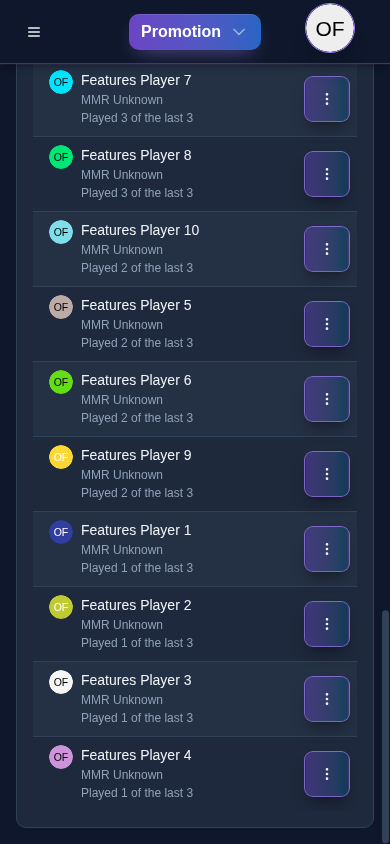 Promotion
OF
OF
Features Player 7
MMR Unknown
Played 3 of the last 3
OF
Features Player 8
MMR Unknown
Played 3 of the last 3
OF
Features Player 10
MMR Unknown
Played 2 of the last 3
OF
Features Player 5
MMR Unknown
Played 2 of the last 3
OF
Features Player 6
MMR Unknown
Played 2 of the last 3
OF
Features Player 9
MMR Unknown
Played 2 of the last 3
OF
Features Player 1
MMR Unknown
Played 1 of the last 3
OF
Features Player 2
MMR Unknown
Played 1 of the last 3
OF
Features Player 3
MMR Unknown
Played 1 of the last 3
OF
Features Player 4
MMR Unknown
Played 1 of the last 3